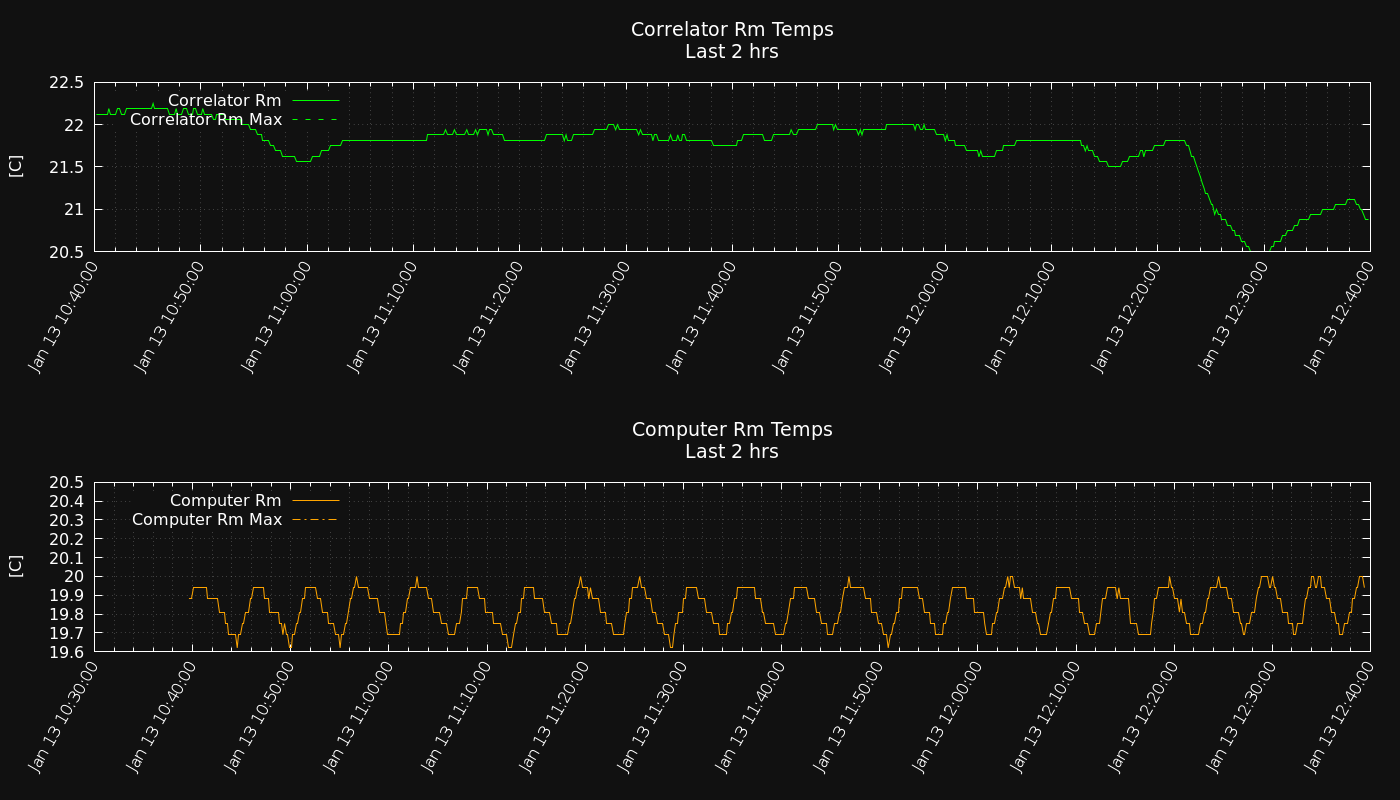 Correlator Rm Temps
Last 2 hrs
22.5
22
21.5
21
20.5
[C]
Correlator Rm
Correlator Rm Max
Jan 13 10:40:00
Jan 13 10:50:00
Jan 13 11:00:00
Jan 13 11:10:00
Jan 13 11:20:00
Jan 13 11:30:00
Jan 13 11:40:00
Jan 13 11:50:00
Jan 13 12:00:00
Jan 13 12:10:00
Jan 13 12:20:00
Jan 13 12:30:00
Jan 13 12:40:00
Computer Rm Temps
Last 2 hrs
20.5
20.4
20.3
20.2
20.1
20
19.9
19.8
19.7
19.6
[C]
Computer Rm
Computer Rm Max
Jan 13 10:30:00
Jan 13 10:40:00
Jan 13 10:50:00
Jan 13 11:00:00
Jan 13 11:10:00
Jan 13 11:20:00
Jan 13 11:30:00
Jan 13 11:40:00
Jan 13 11:50:00
Jan 13 12:00:00
Jan 13 12:10:00
Jan 13 12:20:00
Jan 13 12:30:00
Jan 13 12:40:00